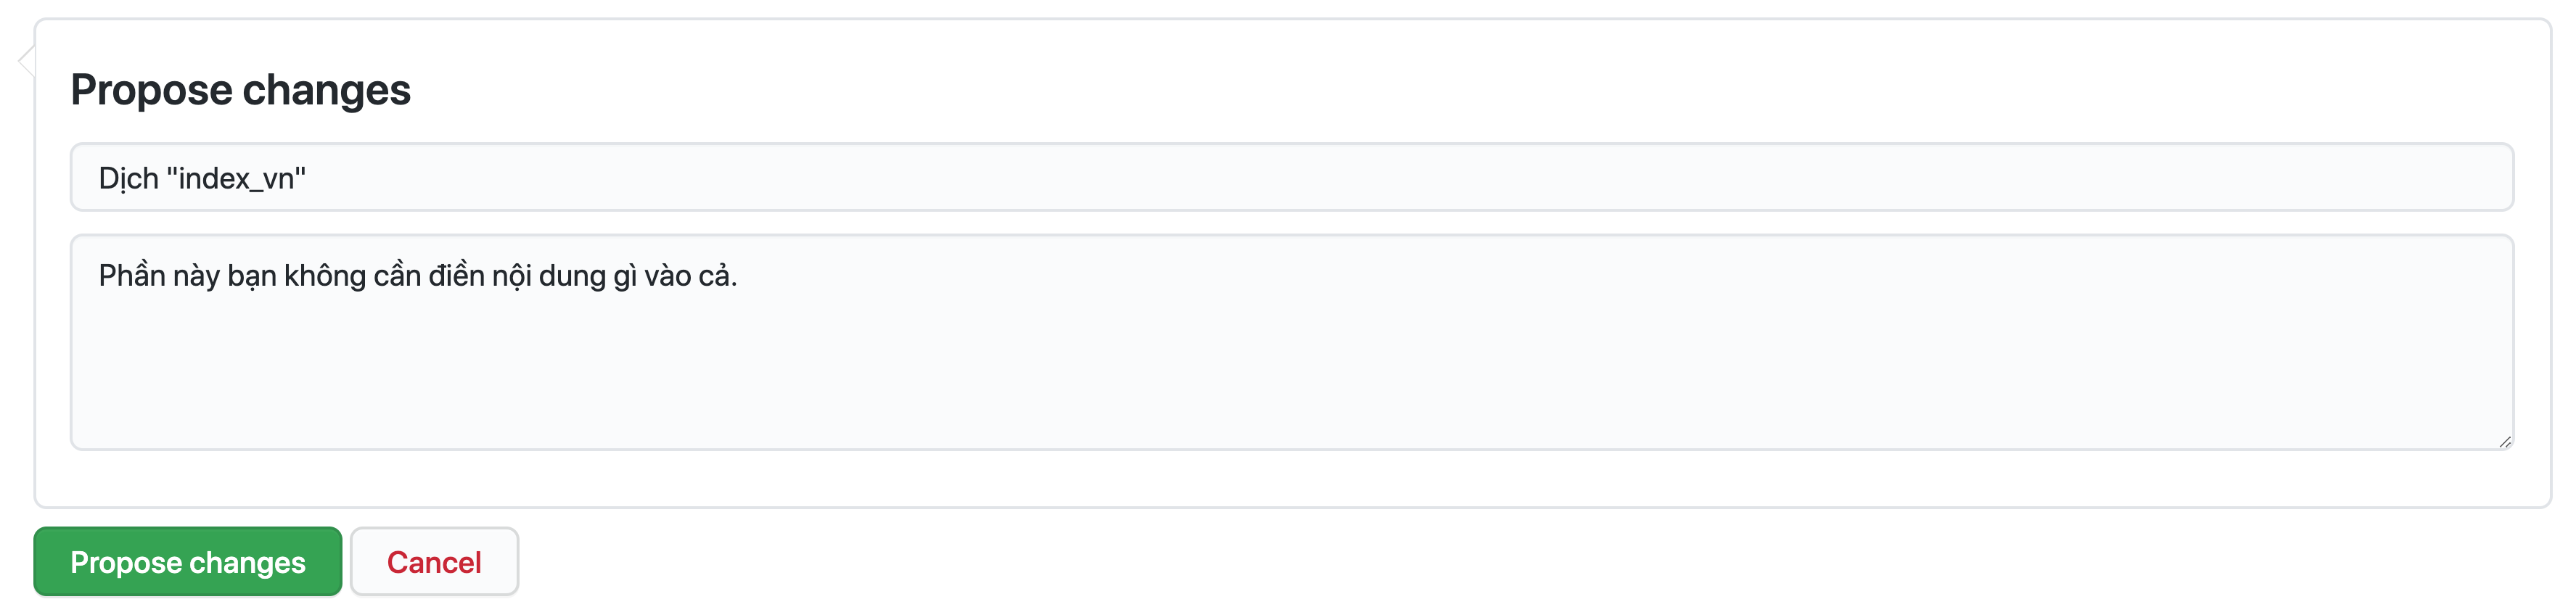 Propose changes
Dịch "index_vn"
Phần này bạn không cần điền nội dung gì vào cả.
Propose changes
Cancel